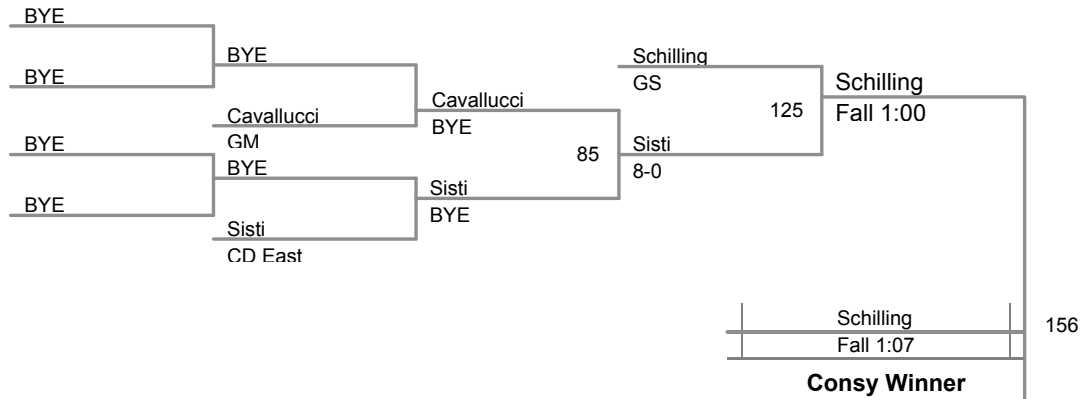 BYE
BYE
BYE
Cavallucci
GM
Cavallucci
BYE
BYE
BYE
BYE
Sisti
CD East
Sisti
BYE
85
Schilling
GS
Sisti
8-0
125
Schilling
Fall 1:00
Schilling
Fall 1:07
156
Consy Winner